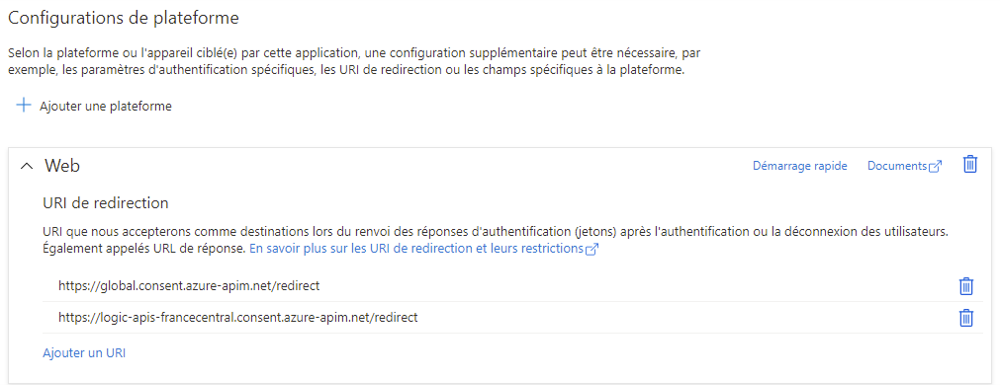 Configurations de plateforme
Selon la plateforme ou l'appareil ciblé(e) par cette application, une configuration supplémentaire peut être nécessaire, par
exemple, les paramètres d'authentification spécifiques, les URI de redirection ou les champs spécifiques à la plateforme.
Ajouter une plateforme
Web
Démarrage rapide
Documents
URI de redirection
URI que nous accepterons comme destinations lors du renvoi des réponses d'authentification (jetons) après l'authentification ou la déconnexion des utilisateurs.
Également appelés URL de réponse. En savoir plus sur les URI de redirection et leurs restrictions
https://global.consent.azure-apim.net/redirect
https://logic-apis-francecentral.consent.azure-apim.net/redirect
Ajouter un URI